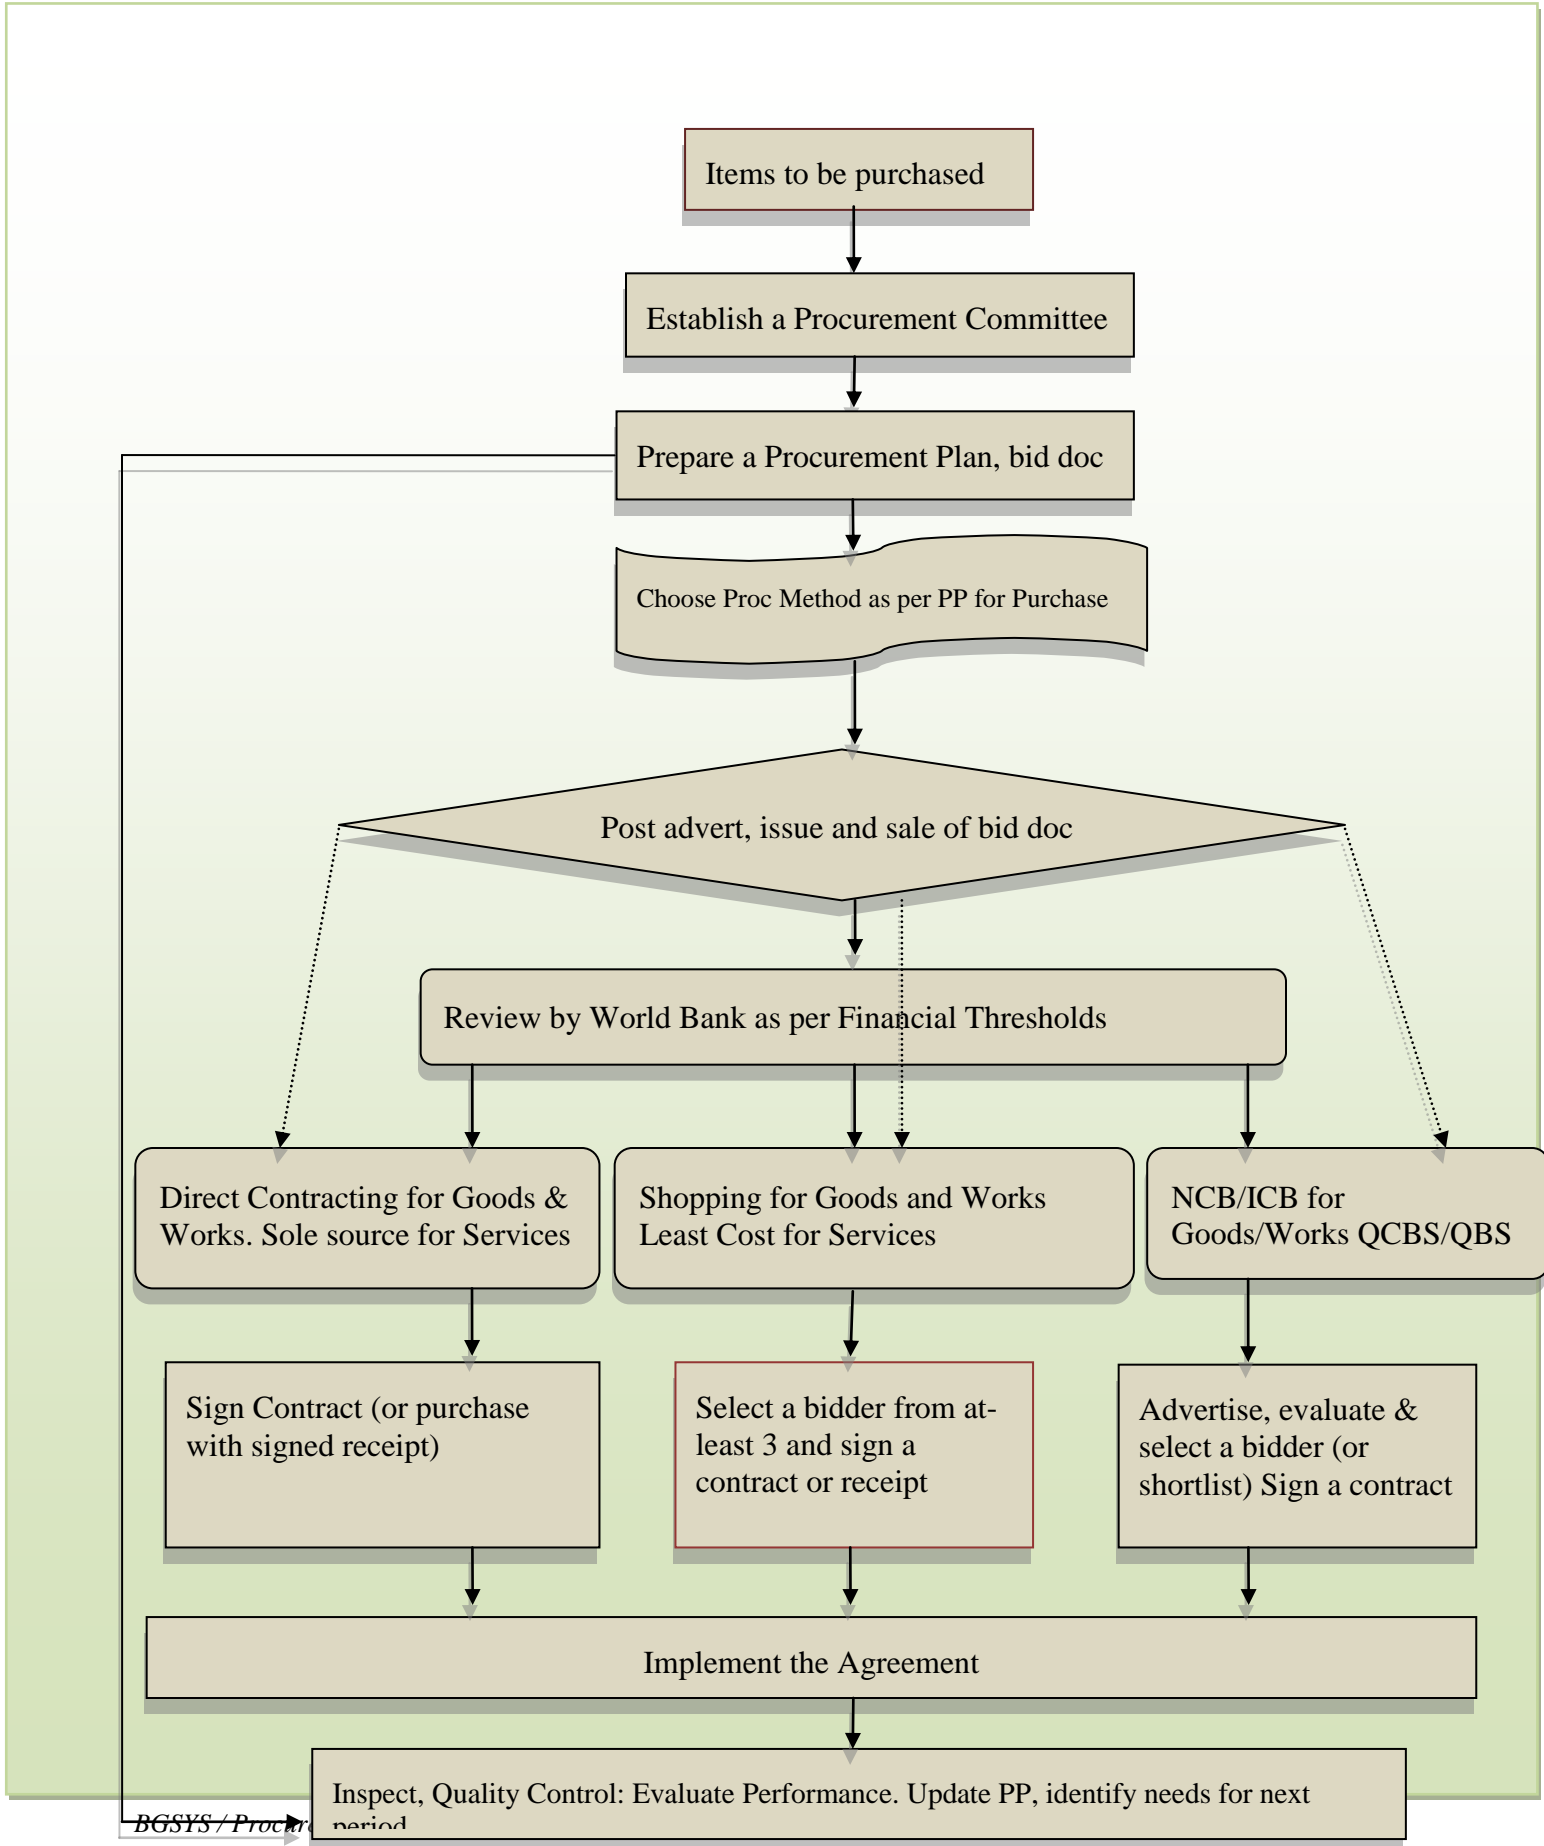 Items to be purchased
Establish a Procurement Committee
Prepare a Procurement Plan, bid doc
Choose Proc Method as per PP for Purchase
Post advert, issue and sale of bid doc
Review by World Bank as per Financial Thresholds
Direct Contracting for Goods &
Works. Sole source for Services
Shopping for Goods and Works
Least Cost for Services
NCB/ICB for
Goods/Works QCBS/QBS
Sign Contract (or purchase
with signed receipt)
Select a bidder from at-
least 3 and sign a
contract or receipt
Advertise, evaluate &
select a bidder (or
shortlist) Sign a contract
Implement the Agreement
Inspect, Quality Control: Evaluate Performance. Update PP, identify needs for next
period
BGSYS / Procure